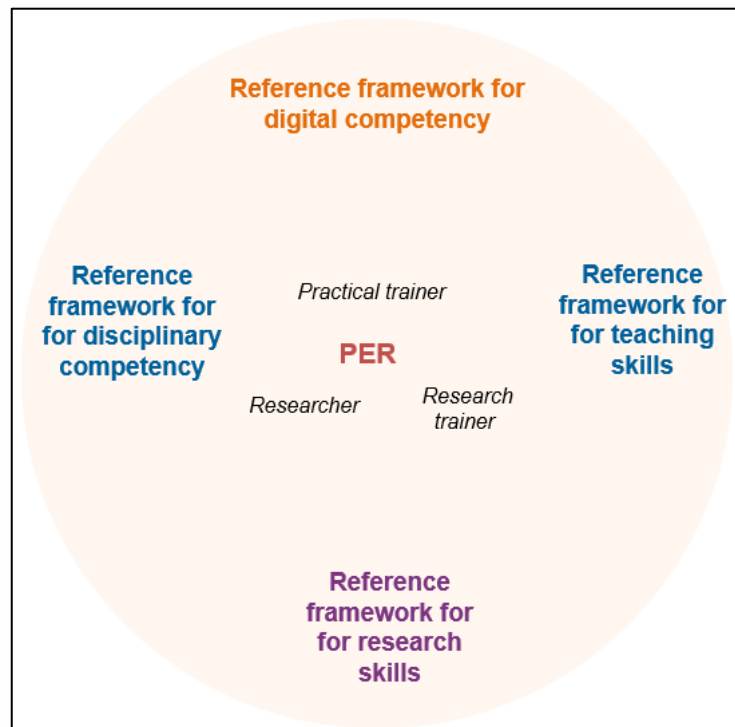 Reference framework for
digital competency
Reference
framework for
for disciplinary
competency
Practical trainer
Reference
framework for
for teaching
skills
PER
Researcher
Research
trainer
Reference
framework for
for research
skills